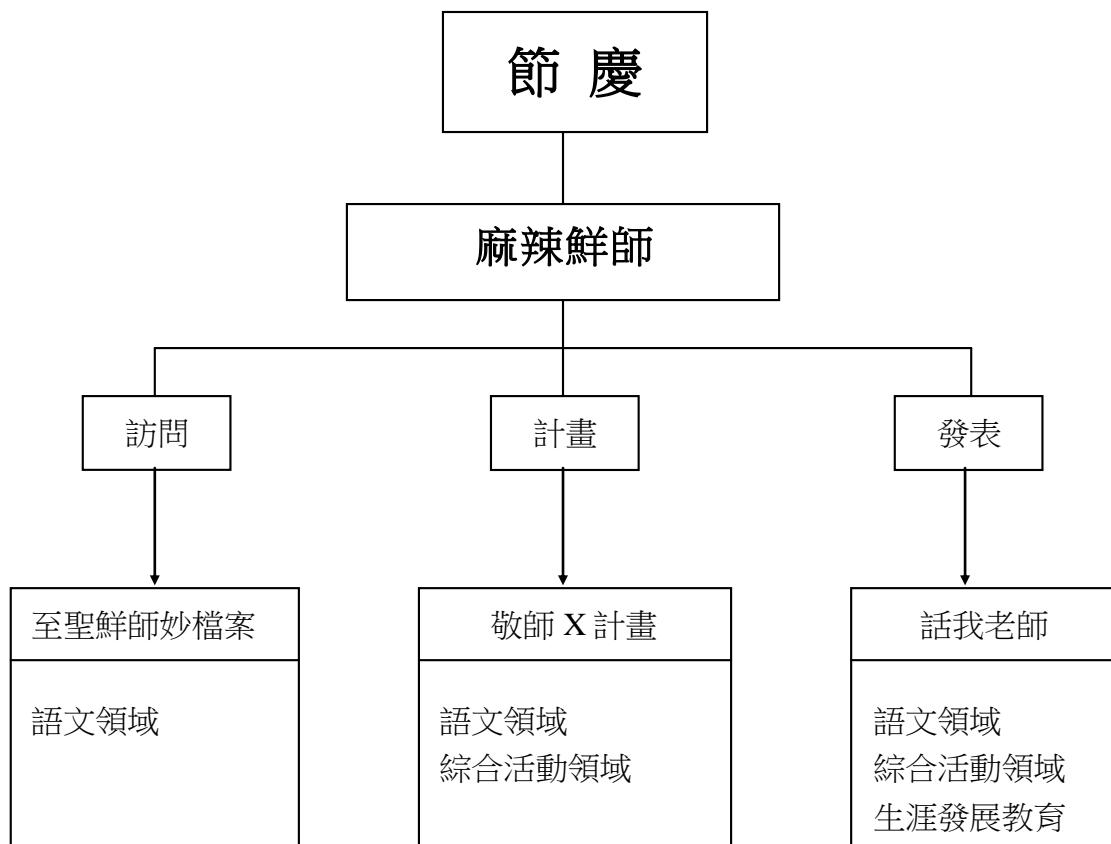 節 慶
麻辣鮮師
訪問
計畫
發表
至聖鮮師妙檔案
敬師 X 計畫
話我老師
語文領域
語文領域
綜合活動領域
語文領域
綜合活動領域
生涯發展教育